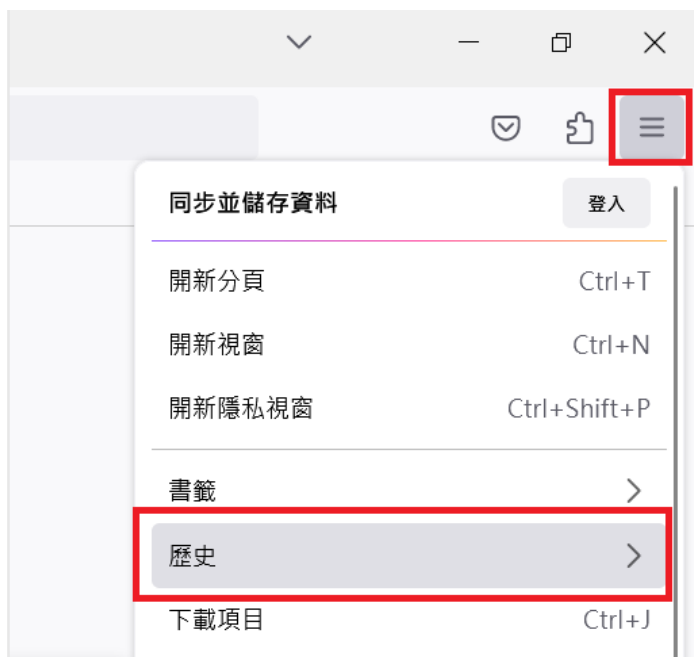 同步並儲存資料 登入
開新分頁 Ctrl+T
開新視窗 Ctrl+N
開新隱私視窗 Ctrl+Shift+P
書籤
歷史
下載項目 Ctrl+J